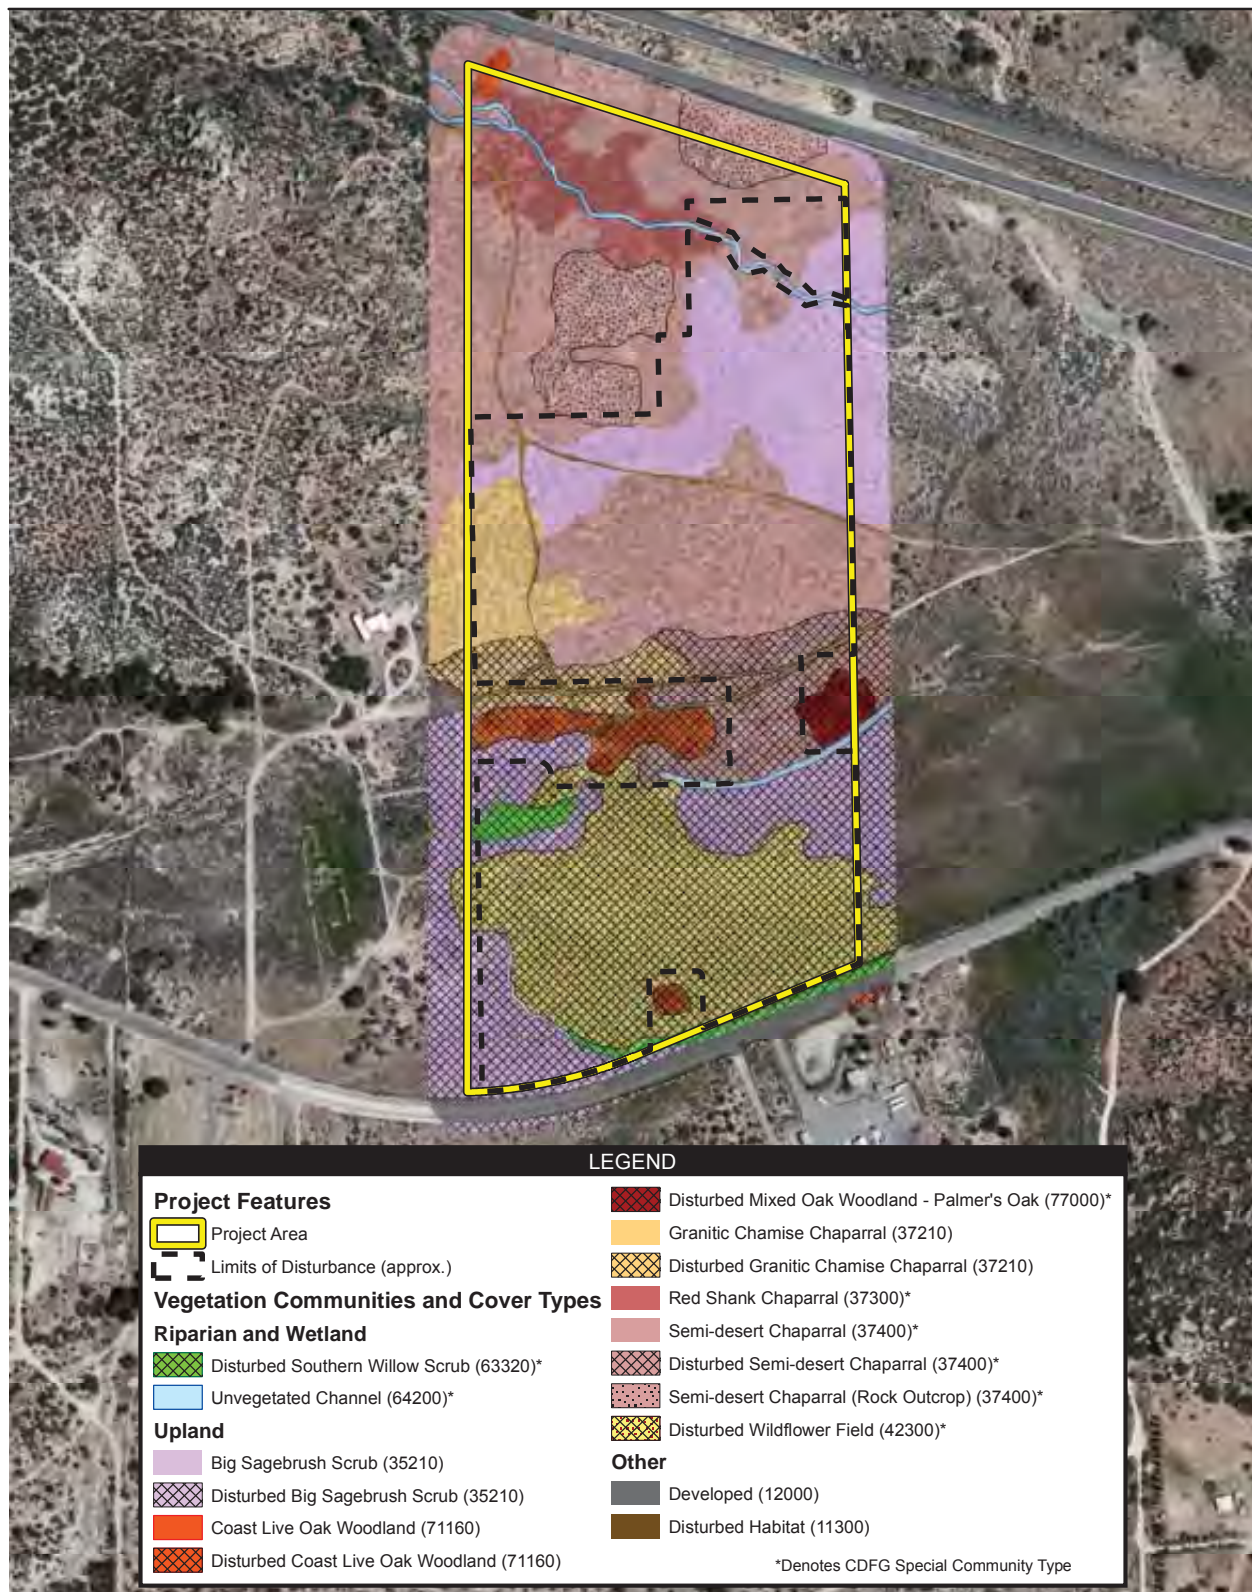 LEGEND
Project Features
Project Area
Limits of Disturbance (approx.)
Vegetation Communities and Cover Types
Riparian and Wetland
Disturbed Southern Willow Scrub (63320)*
Unvegetated Channel (64200)*
Upland
Big Sagebrush Scrub (35210)
Disturbed Big Sagebrush Scrub (35210)
Coast Live Oak Woodland (71160)
Disturbed Coast Live Oak Woodland (71160)
Disturbed Mixed Oak Woodland - Palmer's Oak (77000)*
Granitic Chamise Chaparral (37210)
Disturbed Granitic Chamise Chaparral (37210)
Red Shank Chaparral (37300)*
Semi-desert Chaparral (37400)*
Disturbed Semi-desert Chaparral (37400)*
Semi-desert Chaparral (Rock Outcrop) (37400)*
Disturbed Wildflower Field (42300)*
Other
Developed (12000)
Disturbed Habitat (11300)
*Denotes CDFG Special Community Type